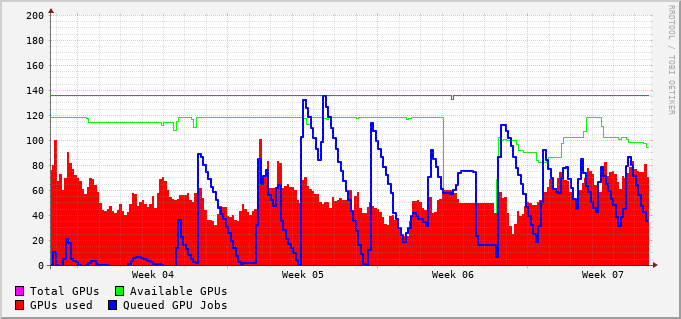 200
180
160
140
120
100
80
60
40
20
0
Week 04 Week 05 Week 06 Week 07
Total GPUs Available GPUs
GPUs used Queued GPU Jobs
RRDTOOL / TOBI OETIKER